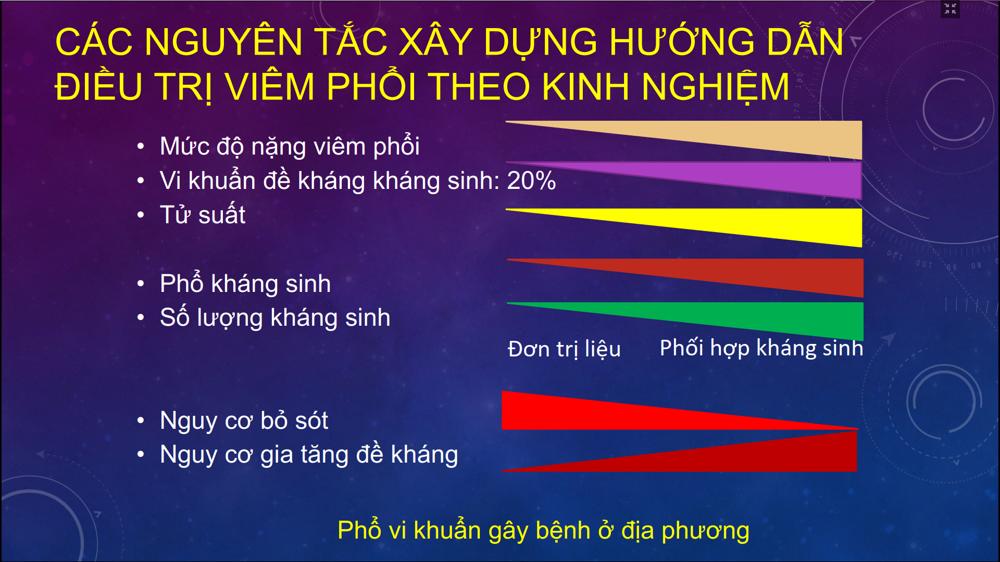 CÁC NGUYÊN TẮC XÂY DỰNG HƯỚNG DẪN
ĐIỀU TRỊ VIÊM PHỔI THEO KINH NGHIỆM
• Mức độ nặng viêm phổi
• Vi khuẩn đề kháng kháng sinh: 20%
• Tử suất
• Phổ kháng sinh
• Số lượng kháng sinh
Đơn trị liệu Phối hợp kháng sinh
• Nguy cơ bỏ sót
• Nguy cơ gia tăng đề kháng
Phổ vi khuẩn gây bệnh ở địa phương